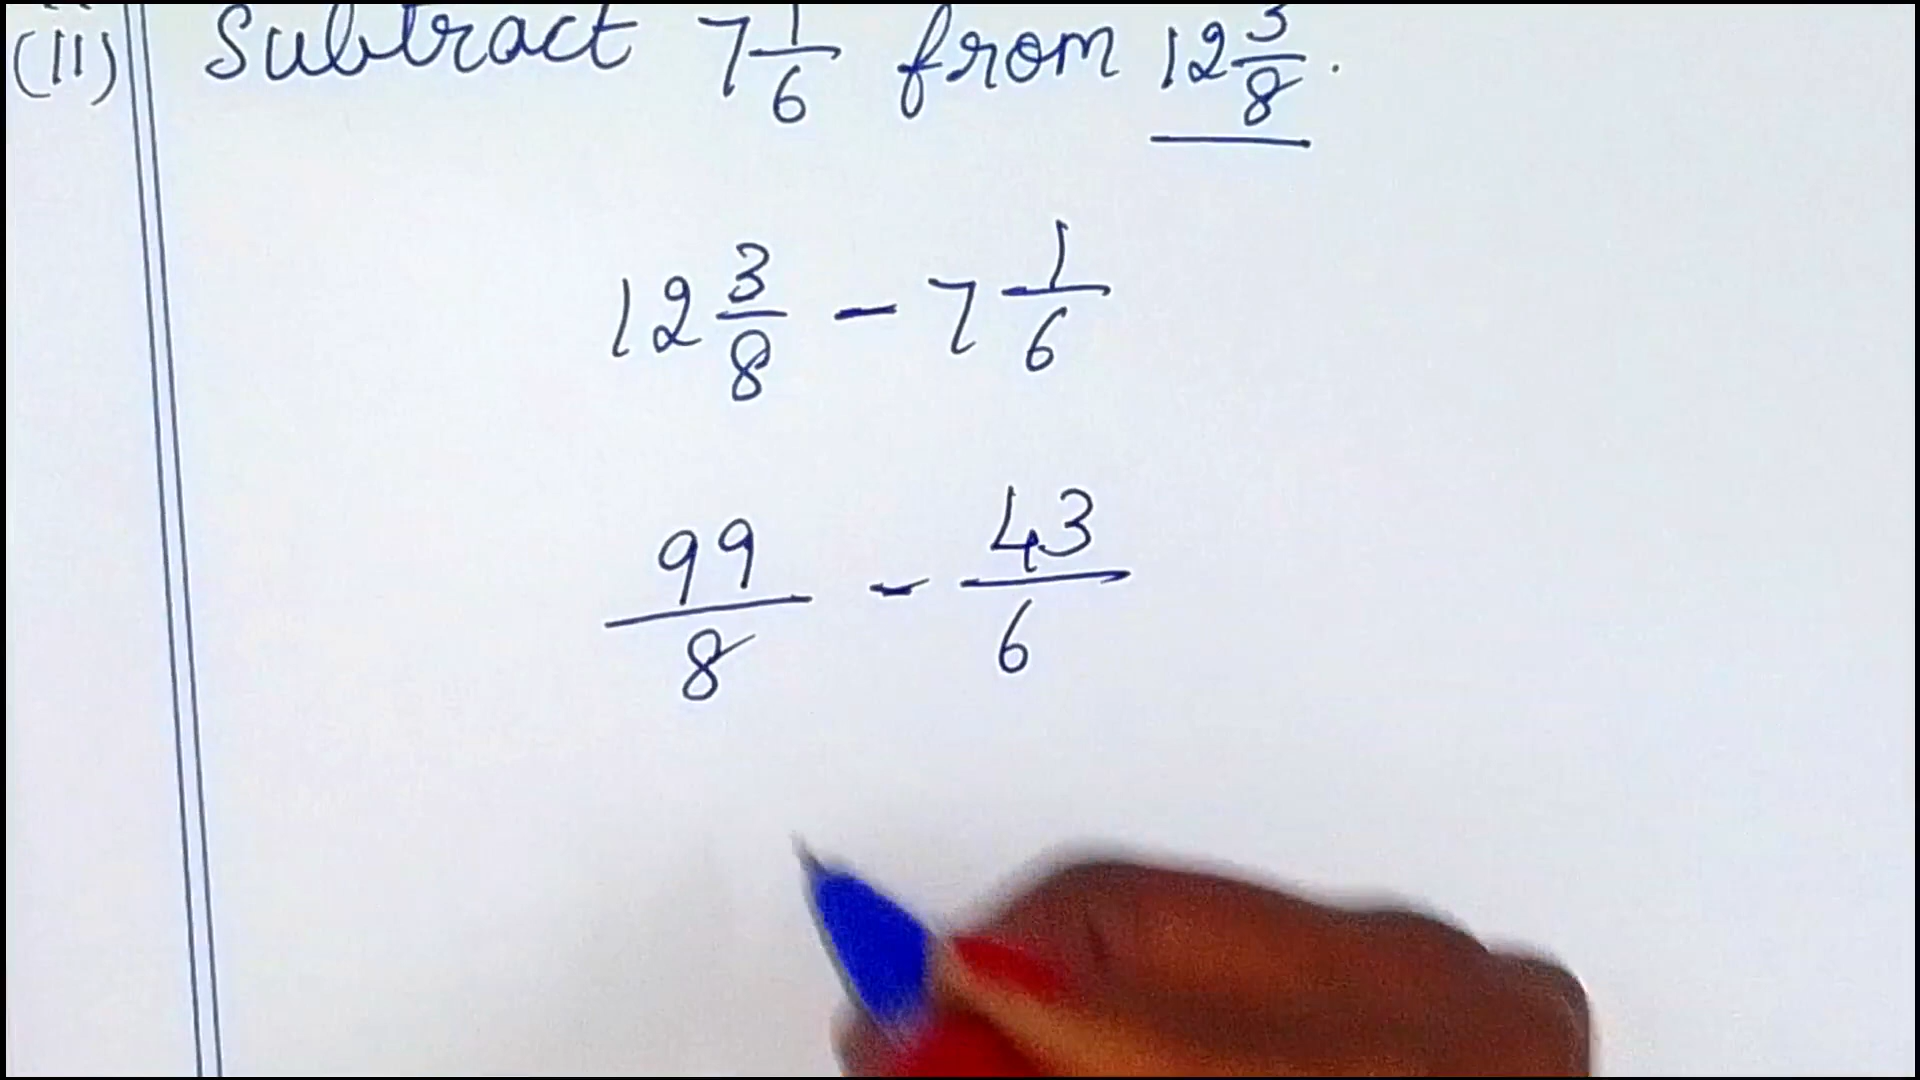 (ii) Subtract 7 1/6 from 12 3/8.
12 3/8 - 7 1/6
99/8 - 43/6